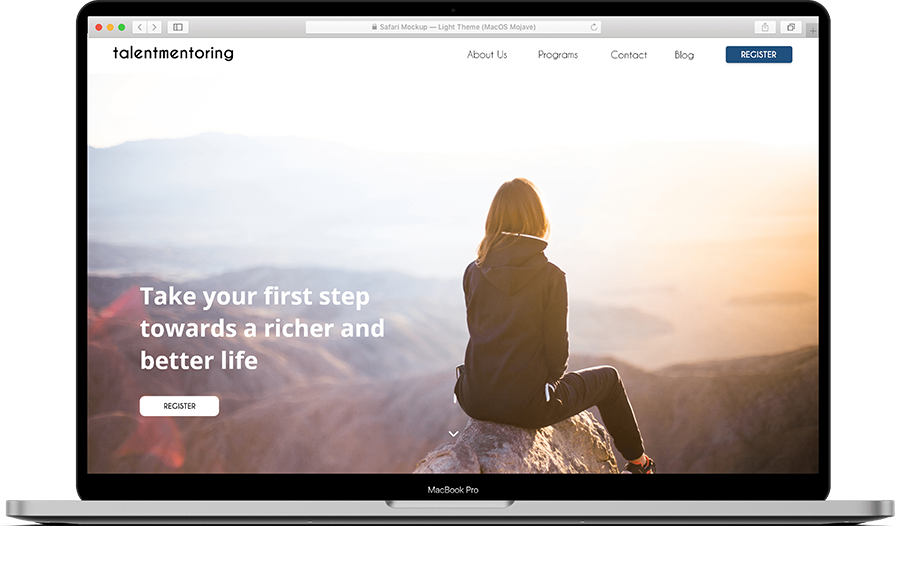 Safari Mockup — Light Theme (MacOS Mojave)
talentmentoring
About Us Programs Contact Blog REGISTER
Take your first step
towards a richer and
better life
REGISTER
MacBook Pro